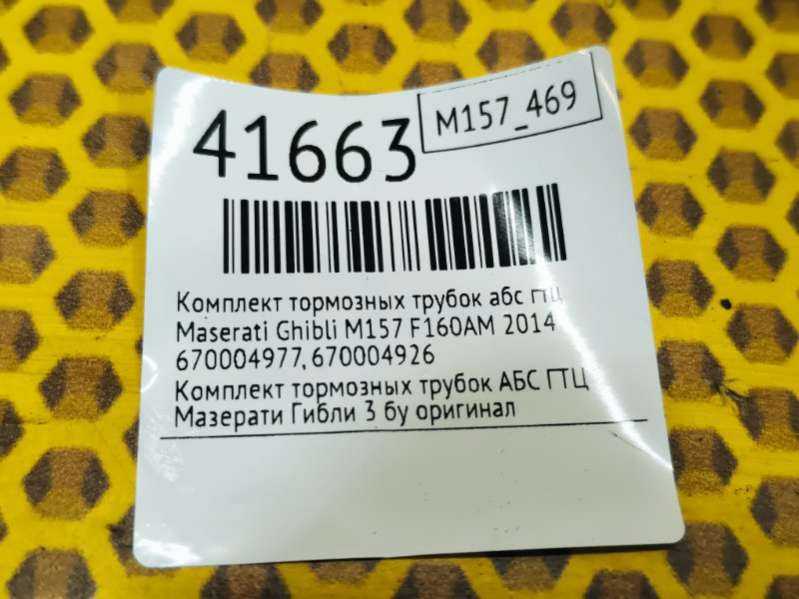 41663
M157_469
Комплект тормозных трубок абс ГТЦ
Maserati Ghibli M157 F160AM 2014
670004977, 670004926
Комплект тормозных трубок АБС ГТЦ
Мазерати Гибли 3 бу оригинал